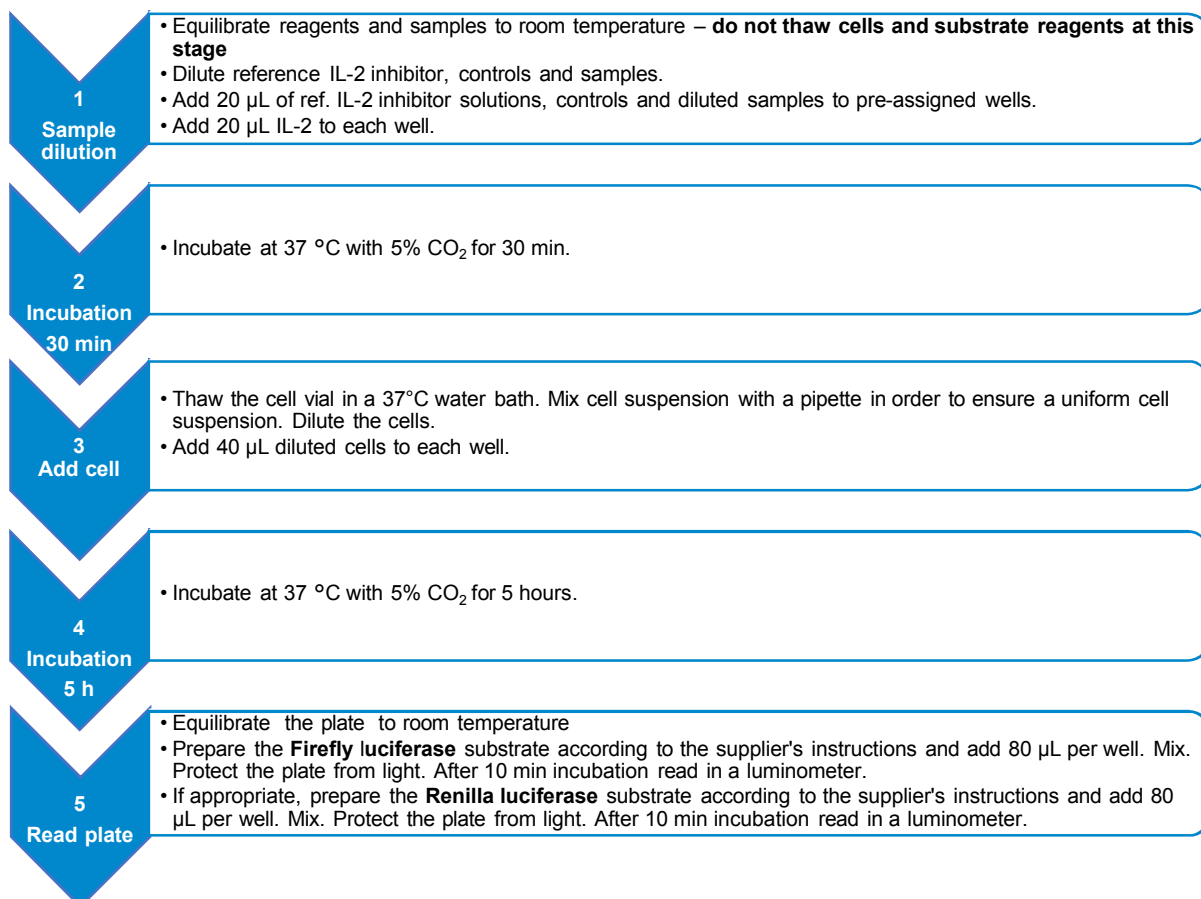 1
Sample
dilution
• Equilibrate reagents and samples to room temperature – do not thaw cells and substrate reagents at this
stage
• Dilute reference IL-2 inhibitor, controls and samples.
• Add 20 µL of ref. IL-2 inhibitor solutions, controls and diluted samples to pre-assigned wells.
• Add 20 µL IL-2 to each well.
2
Incubation
30 min
• Incubate at 37 °C with 5% CO₂ for 30 min.
3
Add cell
• Thaw the cell vial in a 37°C water bath. Mix cell suspension with a pipette in order to ensure a uniform cell
suspension. Dilute the cells.
• Add 40 µL diluted cells to each well.
4
Incubation
5 h
• Incubate at 37 °C with 5% CO₂ for 5 hours.
5
Read plate
• Equilibrate the plate to room temperature
• Prepare the Firefly luciferase substrate according to the supplier's instructions and add 80 µL per well. Mix.
Protect the plate from light. After 10 min incubation read in a luminometer.
• If appropriate, prepare the Renilla luciferase substrate according to the supplier's instructions and add 80
µL per well. Mix. Protect the plate from light. After 10 min incubation read in a luminometer.